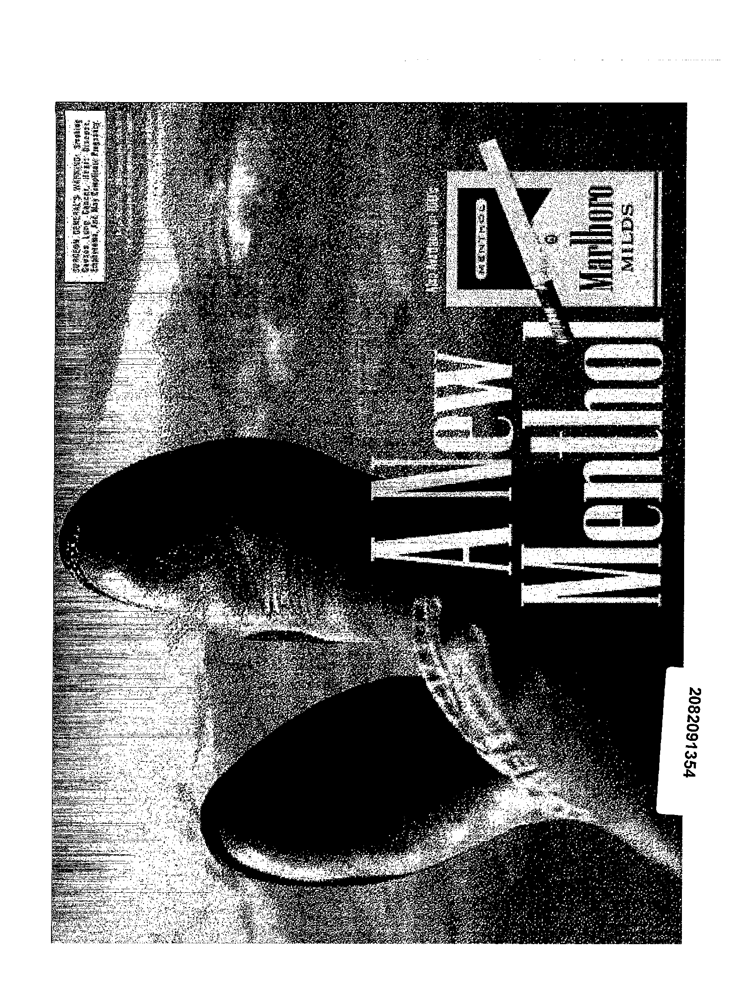 SURGEON GENERAL'S WARNING: Smoking
Causes Lung Cancer, Heart Disease,
Emphysema, And May Complicate Pregnancy.
Also Available in 100's
MENTHOL
Marlboro
MILDS
A New
Menthol
2082091354